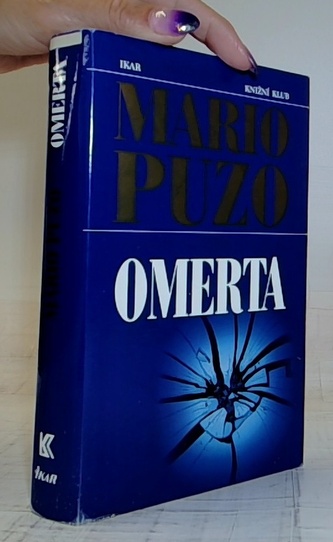 IKAR
KNIŽNÍ KLUB
MARIO
PUZO
OMERTA
OMERTA
K
IKAR